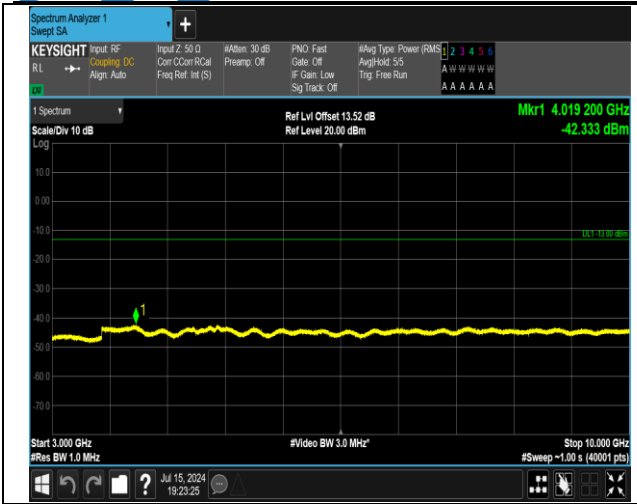 Spectrum Analyzer 1
Swept SA
+
KEYSIGHT
RL
LXI
Input: RF
Coupling: DC
Align: Auto
Input Z: 50 Ω
Corr CCorr RCal
Freq Ref: Int (S)
#Atten: 30 dB
Preamp: Off
PNO: Fast
Gate: Off
IF Gain: Low
Sig Track: Off
#Avg Type: Power (RMS
Avg|Hold: 5/5
Trig: Free Run
1 2 3 4 5 6
A W W W W W
A A A A A A
1 Spectrum
Scale/Div 10 dB
Log
Ref Lvl Offset 13.52 dB
Ref Level 20.00 dBm
Mkr1 4.019 200 GHz
-42.333 dBm
10.0
0.00
-10.0
DL1 -13.00 dBm
-20.0
-30.0
-40.0
1
-50.0
-60.0
-70.0
Start 3.000 GHz
#Res BW 1.0 MHz
#Video BW 3.0 MHz*
Stop 10.000 GHz
#Sweep ~1.00 s (40001 pts)
?
Jul 15, 2024
19:23:25